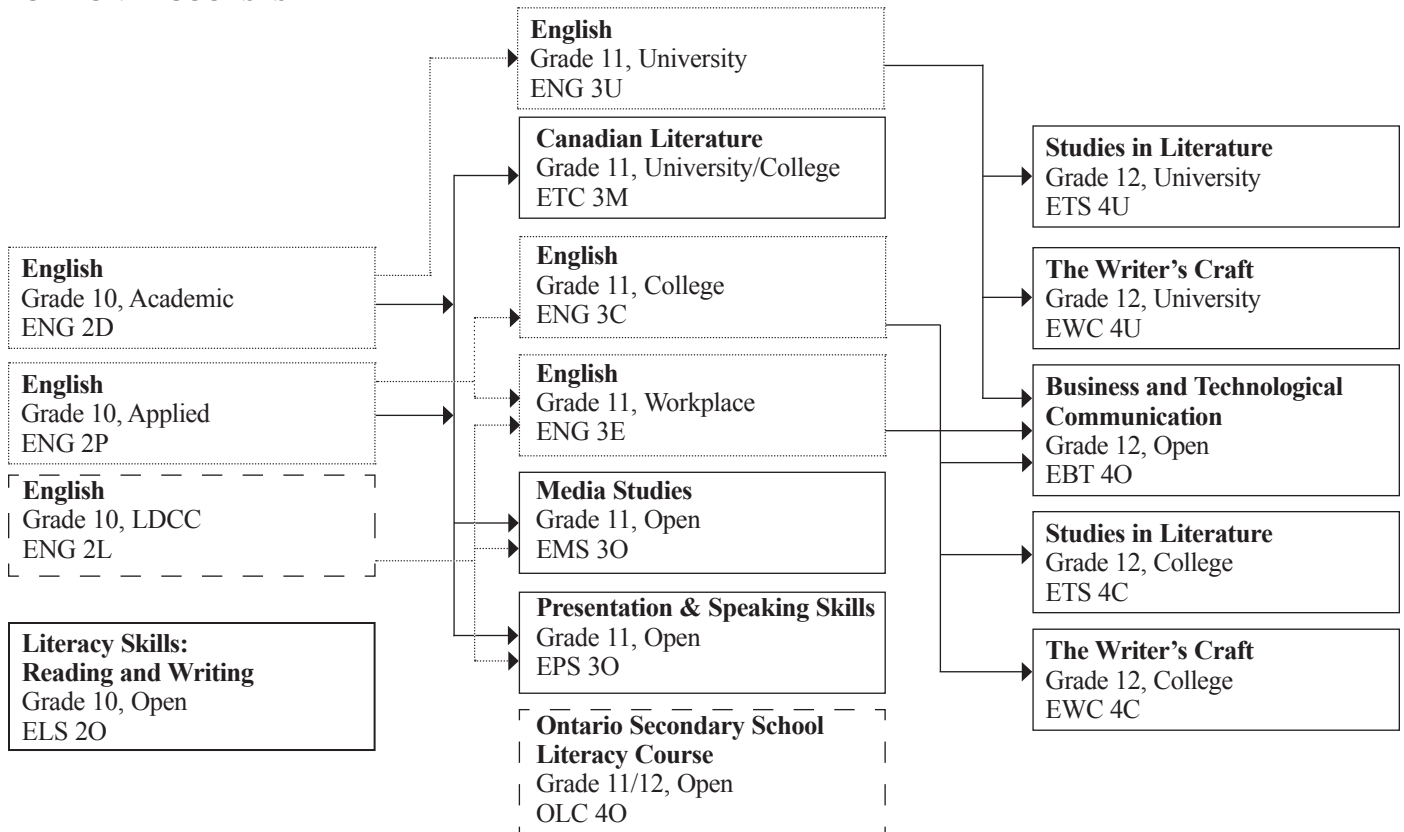 English
Grade 10, Academic
ENG 2D
English
Grade 10, Applied
ENG 2P
English
Grade 10, LDCC
ENG 2L
Literacy Skills:
Reading and Writing
Grade 10, Open
ELS 2O
English
Grade 11, University
ENG 3U
Canadian Literature
Grade 11, University/College
ETC 3M
English
Grade 11, College
ENG 3C
English
Grade 11, Workplace
ENG 3E
Media Studies
Grade 11, Open
EMS 3O
Presentation & Speaking Skills
Grade 11, Open
EPS 3O
Ontario Secondary School
Literacy Course
Grade 11/12, Open
OLC 4O
Studies in Literature
Grade 12, University
ETS 4U
The Writer’s Craft
Grade 12, University
EWC 4U
Business and Technological
Communication
Grade 12, Open
EBT 4O
Studies in Literature
Grade 12, College
ETS 4C
The Writer’s Craft
Grade 12, College
EWC 4C